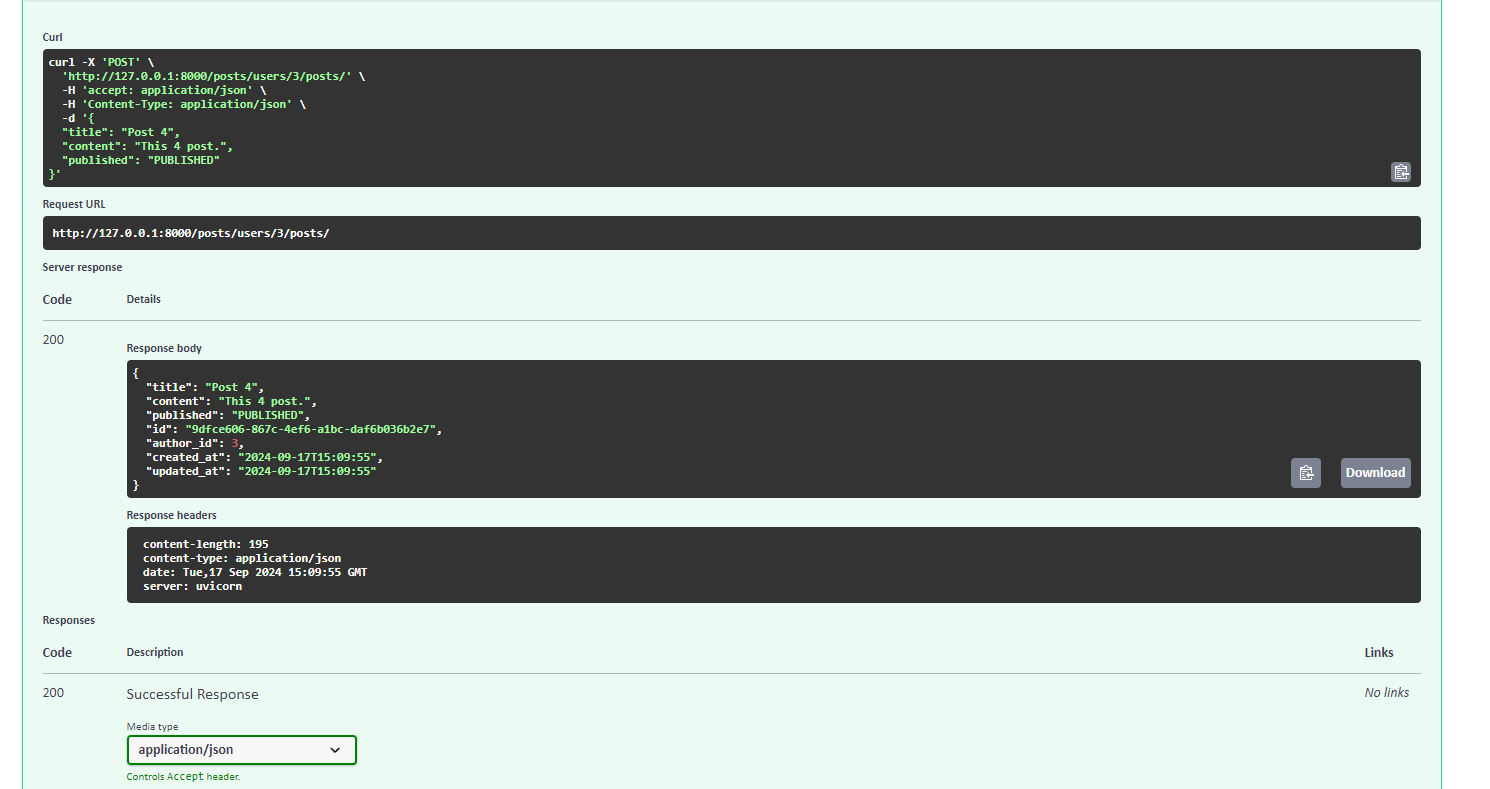 Curl
curl -X 'POST' \
  'http://127.0.0.1:8000/posts/users/3/posts/' \
  -H 'accept: application/json' \
  -H 'Content-Type: application/json' \
  -d '{
  "title": "Post 4",
  "content": "This 4 post.",
  "published": "PUBLISHED"
}'
Request URL
http://127.0.0.1:8000/posts/users/3/posts/
Server response
Code Details
200
Response body
{
  "title": "Post 4",
  "content": "This 4 post.",
  "published": "PUBLISHED",
  "id": "9dfce606-867c-4ef6-a1bc-daf6b036b2e7",
  "author_id": 3,
  "created_at": "2024-09-17T15:09:55",
  "updated_at": "2024-09-17T15:09:55"
}
Download
Response headers
content-length: 195
content-type: application/json
date: Tue,17 Sep 2024 15:09:55 GMT
server: uvicorn
Responses
Code Description Links
200 Successful Response No links
Media type
application/json
Controls Accept header.